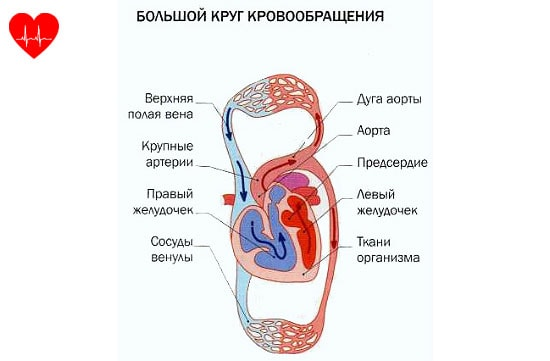 БОЛЬШОЙ КРУГ КРОВООБРАЩЕНИЯ
Верхняя
полая вена
Крупные
артерии
Правый
желудочек
Сосуды
венулы
Дуга аорты
Аорта
Предсердие
Левый
желудочек
Ткани
организма